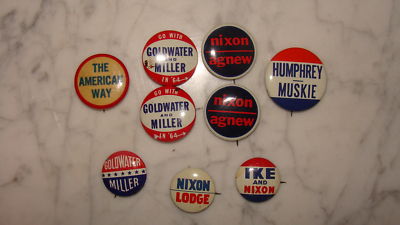 THE
AMERICAN
WAY
GO WITH
GOLDWATER
AND
MILLER
IN '64
nixon
agnew
HUMPHREY
MUSKIE
GO WITH
GOLDWATER
AND
MILLER
IN '64
nixon
agnew
GOLDWATER
MILLER
NIXON
LODGE
IKE
AND
NIXON